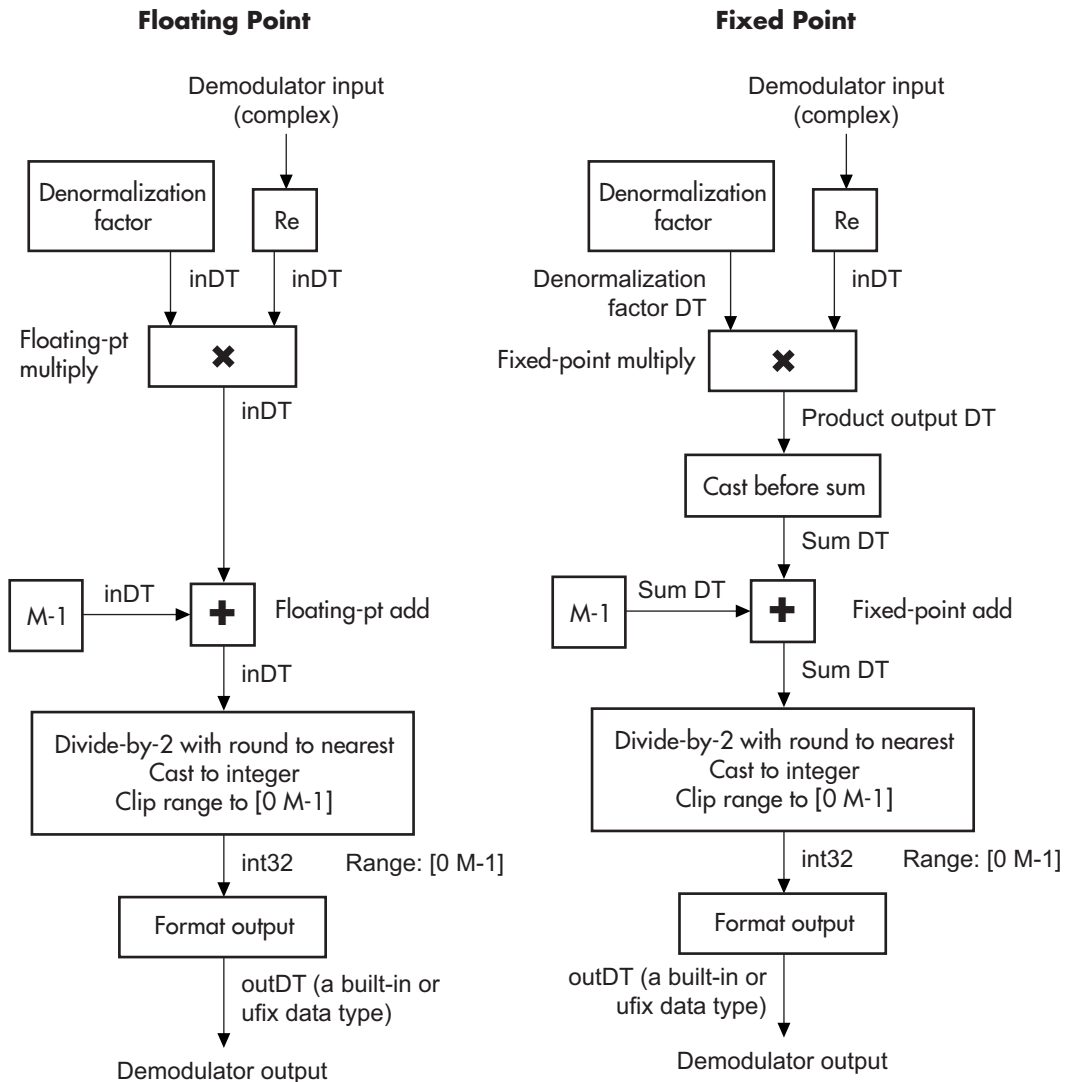 Floating Point
Demodulator input
(complex)
Denormalization
factor
Re
inDT
inDT
Floating-pt
multiply
inDT
M-1
inDT
Floating-pt add
inDT
Divide-by-2 with round to nearest
Cast to integer
Clip range to [0 M-1]
int32
Range: [0 M-1]
Format output
outDT (a built-in or
ufix data type)
Demodulator output
Fixed Point
Demodulator input
(complex)
Denormalization
factor
Re
Denormalization
factor DT
inDT
Fixed-point multiply
Product output DT
Cast before sum
Sum DT
M-1
Sum DT
Fixed-point add
Sum DT
Divide-by-2 with round to nearest
Cast to integer
Clip range to [0 M-1]
int32
Range: [0 M-1]
Format output
outDT (a built-in or
ufix data type)
Demodulator output